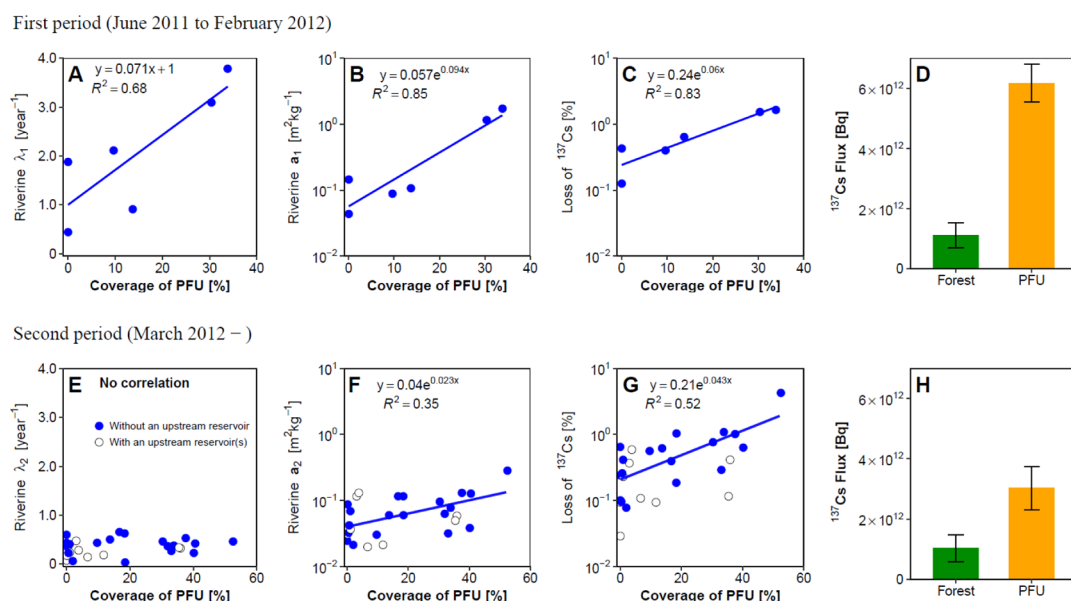 First period (June 2011 to February 2012)
A
y = 0.071x + 1
R² = 0.68
Riverine λ₁ [year⁻¹]
4.0
3.0
2.0
1.0
0
0 10 20 30 40
Coverage of PFU [%]
B
y = 0.057e^0.094x
R² = 0.85
Riverine a₁ [m²kg⁻¹]
10¹
10⁰
10⁻¹
10⁻²
0 10 20 30 40
Coverage of PFU [%]
C
y = 0.24e^0.06x
R² = 0.83
Loss of ¹³⁷Cs [%]
10¹
10⁰
10⁻¹
10⁻²
0 10 20 30 40
Coverage of PFU [%]
D
¹³⁷Cs Flux [Bq]
6 × 10¹²
4 × 10¹²
2 × 10¹²
0
Forest PFU
Second period (March 2012 − )
E
No correlation
Without an upstream reservoir
With an upstream reservoir(s)
Riverine λ₂ [year⁻¹]
4.0
3.0
2.0
1.0
0
0 20 40 60
Coverage of PFU [%]
F
y = 0.04e^0.023x
R² = 0.35
Riverine a₂ [m²kg⁻¹]
10¹
10⁰
10⁻¹
10⁻²
0 20 40 60
Coverage of PFU [%]
G
y = 0.21e^0.043x
R² = 0.52
Loss of ¹³⁷Cs [%]
10¹
10⁰
10⁻¹
10⁻²
0 20 40 60
Coverage of PFU [%]
H
¹³⁷Cs Flux [Bq]
6 × 10¹²
4 × 10¹²
2 × 10¹²
0
Forest PFU